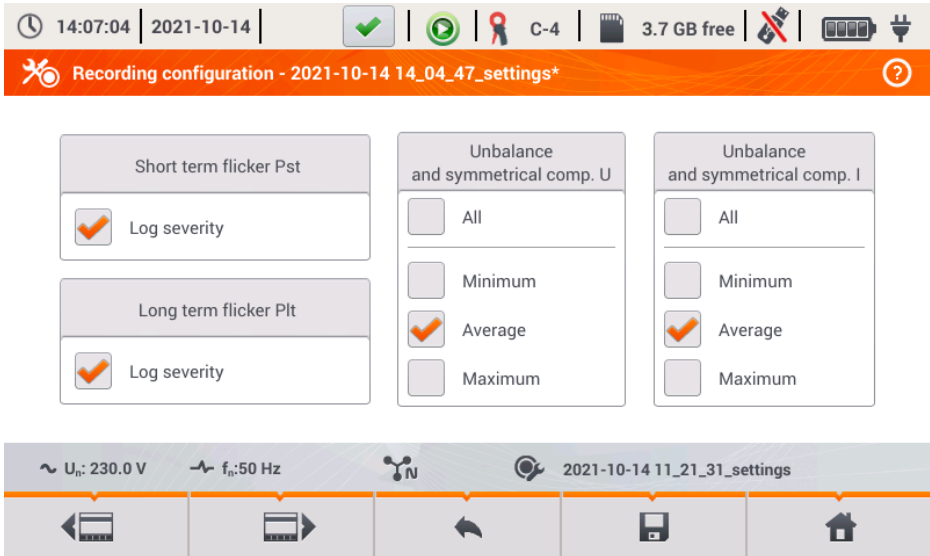 14:07:04 2021-10-14 C-4 3.7 GB free
Recording configuration - 2021-10-14 14_04_47_settings* ?
Short term flicker Pst
Log severity
Long term flicker Plt
Log severity
Unbalance
and symmetrical comp. U
All
Minimum
Average
Maximum
Unbalance
and symmetrical comp. I
All
Minimum
Average
Maximum
Un: 230.0 V fn:50 Hz N 2021-10-14 11_21_31_settings